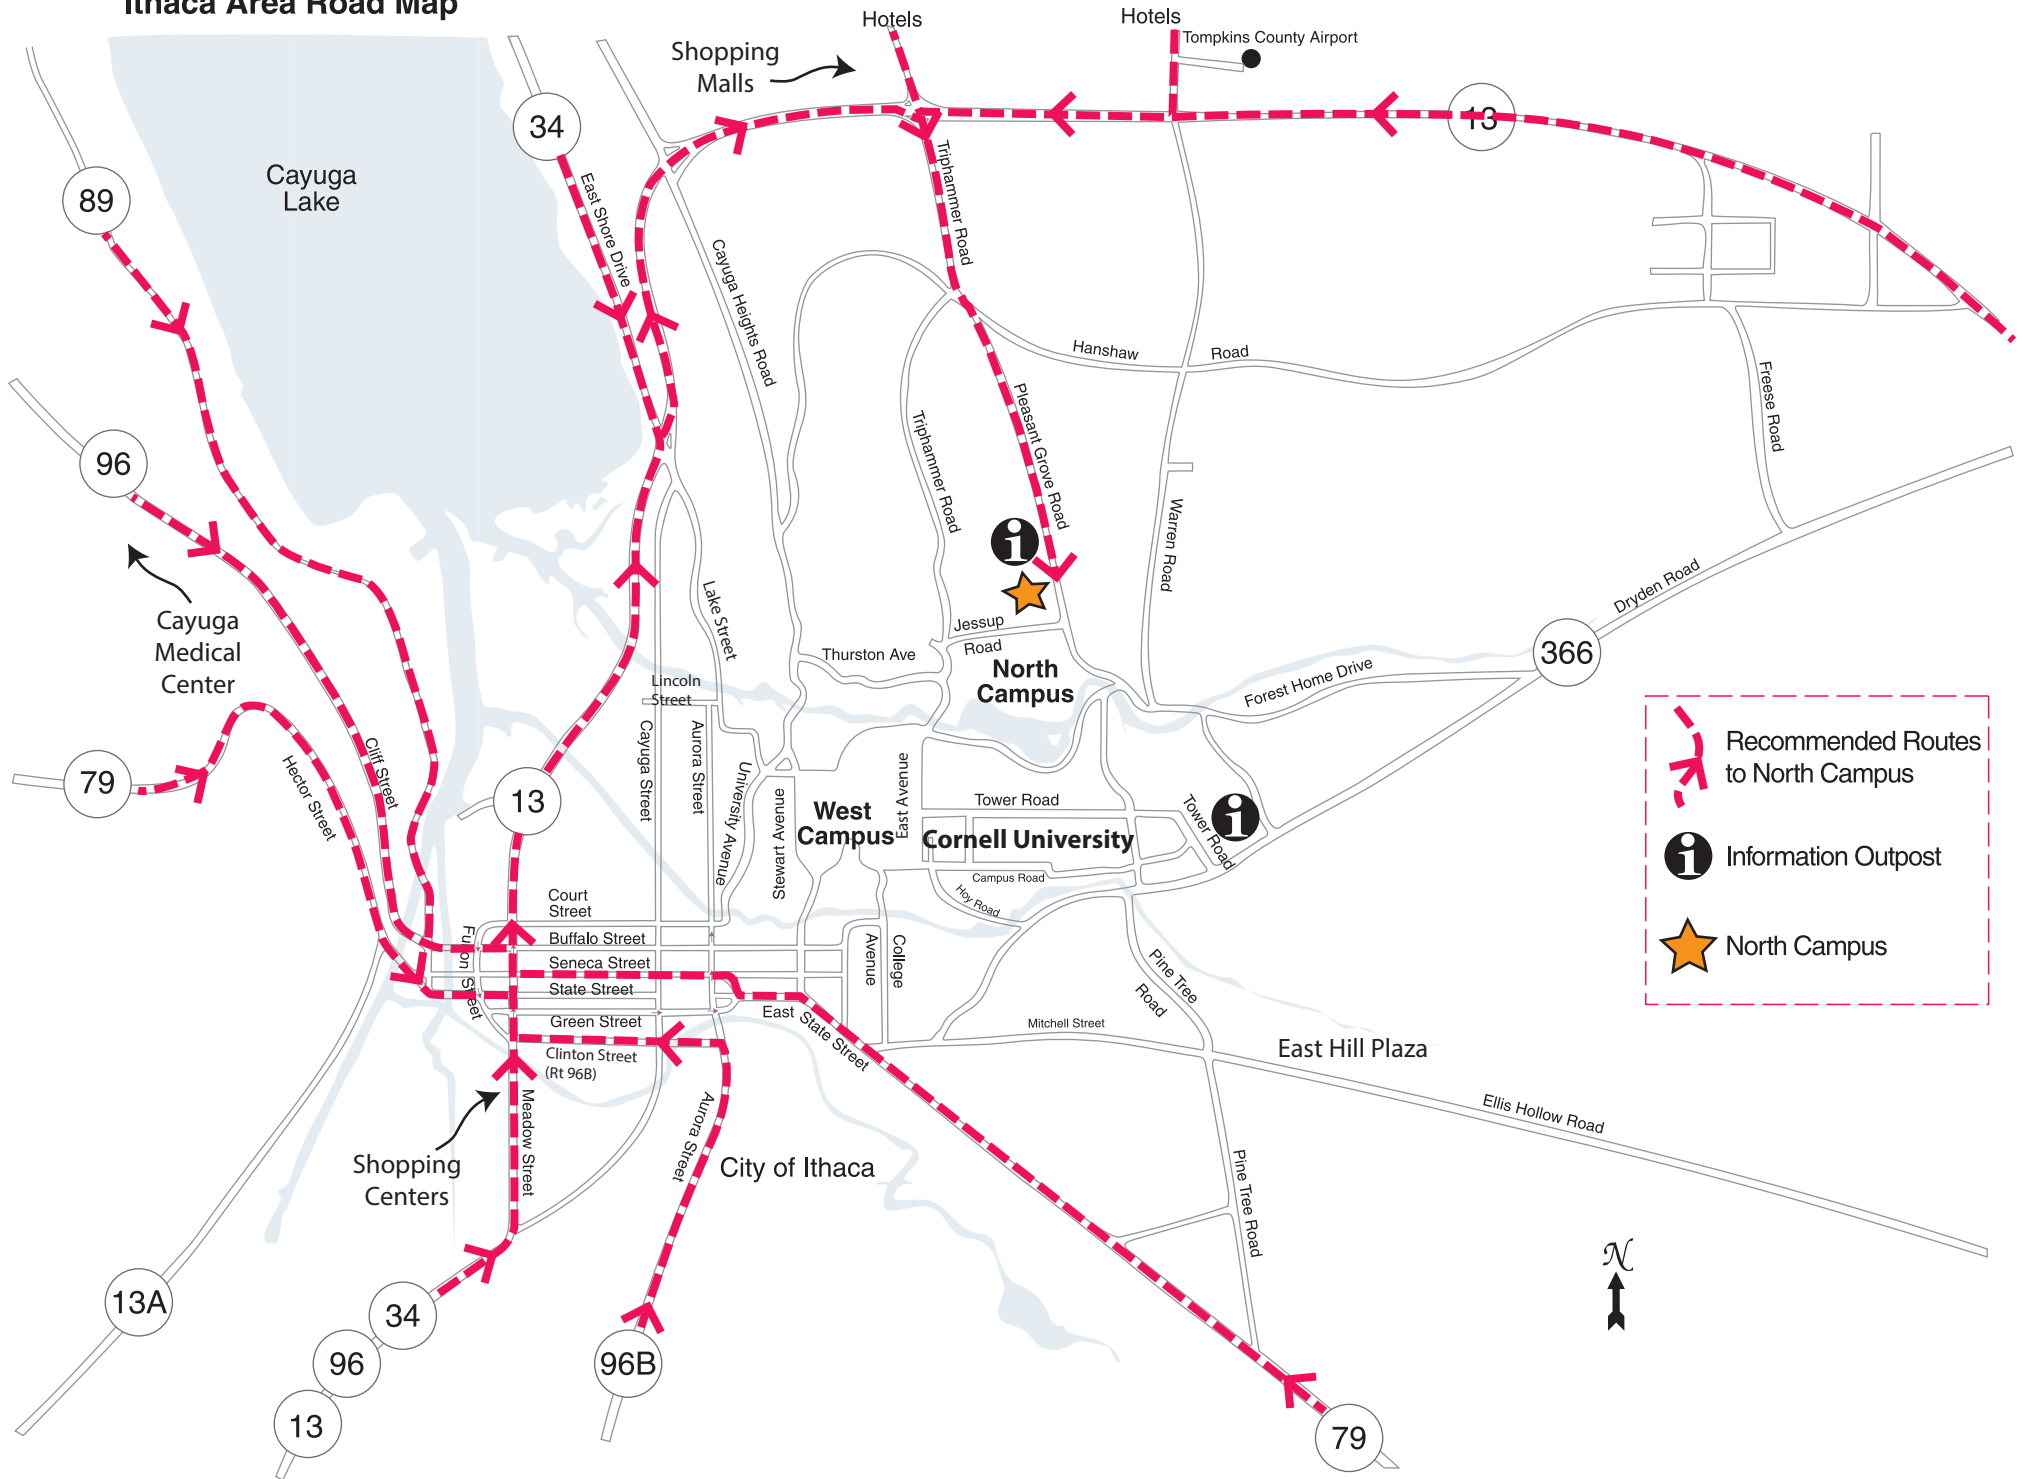 Ithaca Area Road Map
Hotels
Hotels
Tompkins County Airport
Shopping
Malls
34
13
89
Cayuga
Lake
East Shore Drive
Triphammer Road
Cayuga Heights Road
Hanshaw
Road
Freese Road
Pleasant Grove Road
Triphammer Road
96
Warren Road
i
Cayuga
Medical
Center
Lake Street
Jessup
Road
Thurston Ave
North
Campus
Dryden Road
366
Forest Home Drive
Lincoln
Street
Cayuga Street
Aurora Street
Cliff Street
Hector Street
79
13
University Avenue
Stewart Avenue
West
Campus
East Avenue
Tower Road
Cornell University
Tower Road
i
Campus Road
Hoy Road
Recommended Routes
to North Campus
i
Information Outpost
North Campus
Court
Street
Buffalo Street
Seneca Street
State Street
Green Street
Clinton Street
(Rt 96B)
Fulton Street
East
State Street
College
Avenue
Pine Tree
Road
Mitchell Street
East Hill Plaza
Ellis Hollow Road
Meadow Street
Aurora Street
Shopping
Centers
City of Ithaca
Pine Tree Road
N
13A
34
96
13
96B
79